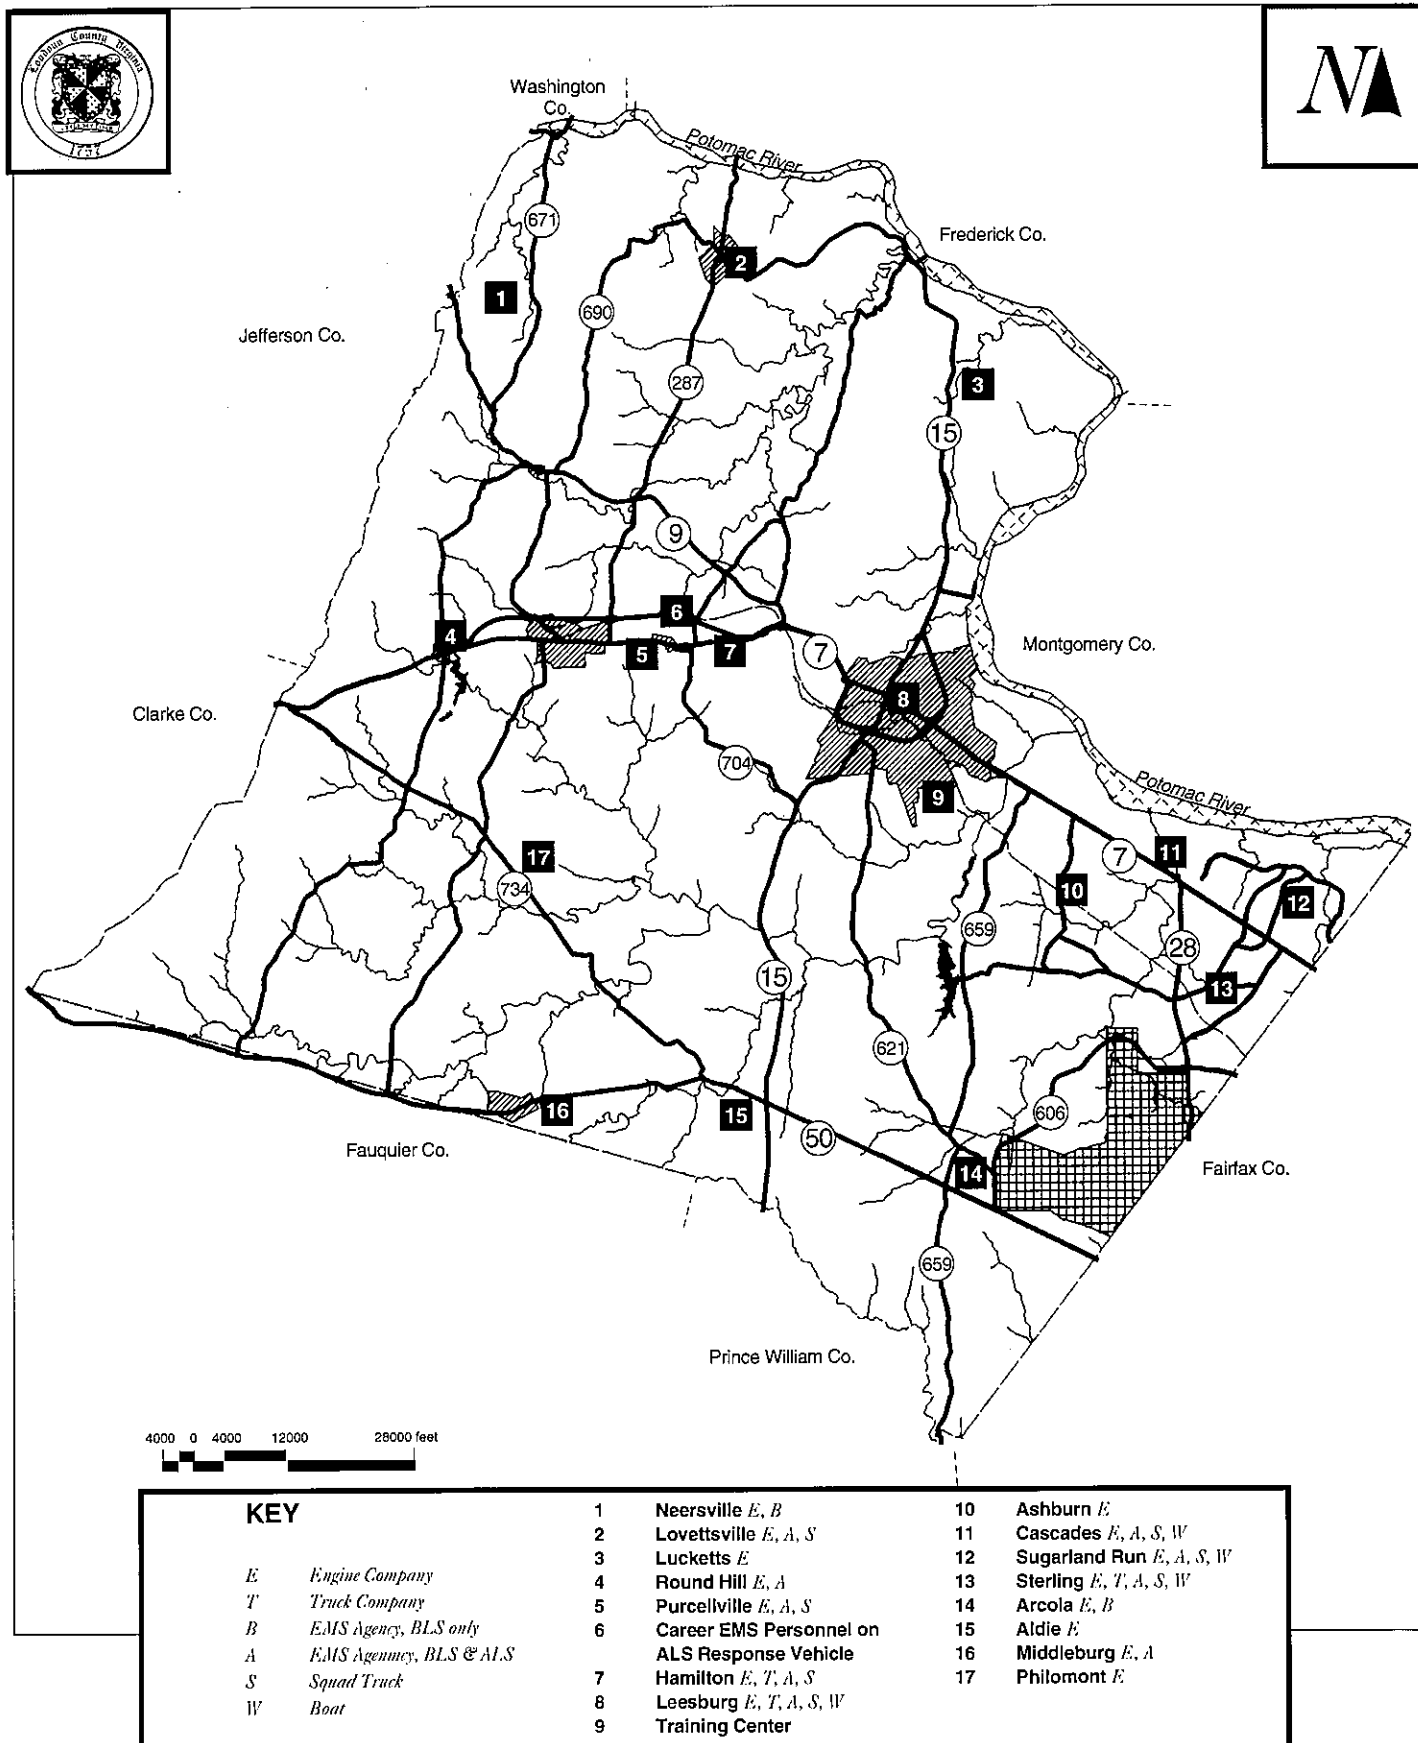 Loudoun County Virginia
1757
N
Washington
Co.
Potomac River
671
Frederick Co.
2
1
690
Jefferson Co.
287
3
15
9
6
4
5
7
7
Montgomery Co.
8
Clarke Co.
704
9
Potomac River
17
734
11
7
10
12
659
28
15
13
621
16
15
606
50
Fauquier Co.
14
Fairfax Co.
659
Prince William Co.
4000 0 4000 12000 28000 feet
KEY
E Engine Company
T Truck Company
B EMS Agency, BLS only
A EMS Agenmcy, BLS & ALS
S Squad Truck
W Boat
1 Neersville E, B
2 Lovettsville E, A, S
3 Lucketts E
4 Round Hill E, A
5 Purcellville E, A, S
6 Career EMS Personnel on
ALS Response Vehicle
7 Hamilton E, T, A, S
8 Leesburg E, T, A, S, W
9 Training Center
10 Ashburn E
11 Cascades E, A, S, W
12 Sugarland Run E, A, S, W
13 Sterling E, T, A, S, W
14 Arcola E, B
15 Aldie E
16 Middleburg E, A
17 Philomont E